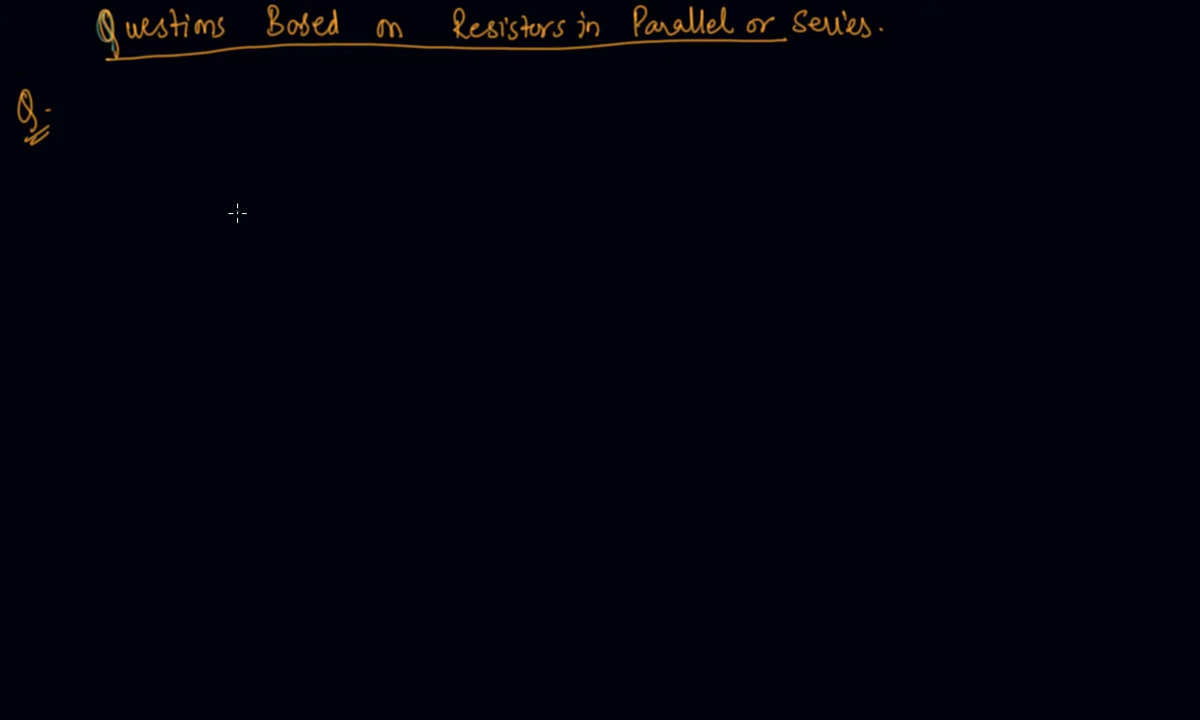 Questions Based on Resistors in Parallel or Series.
Q.